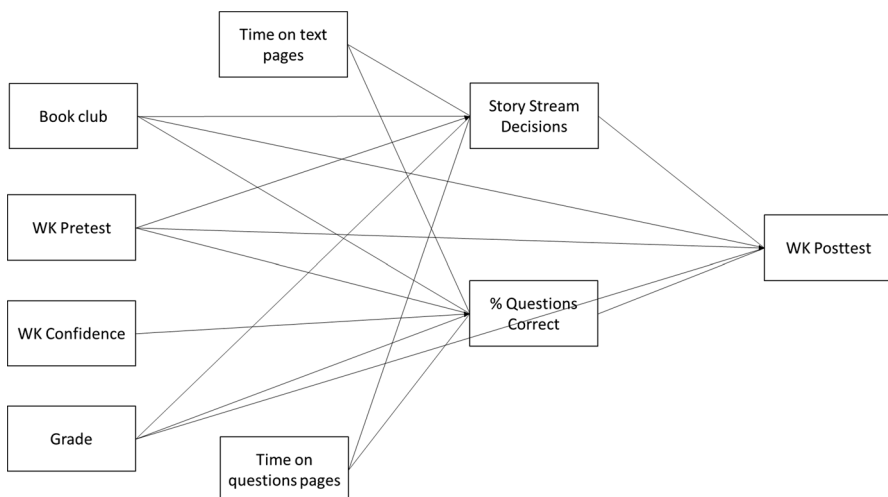 Time on text
pages
Book club
Story Stream
Decisions
WK Pretest
WK Posttest
WK Confidence
% Questions
Correct
Grade
Time on
questions pages